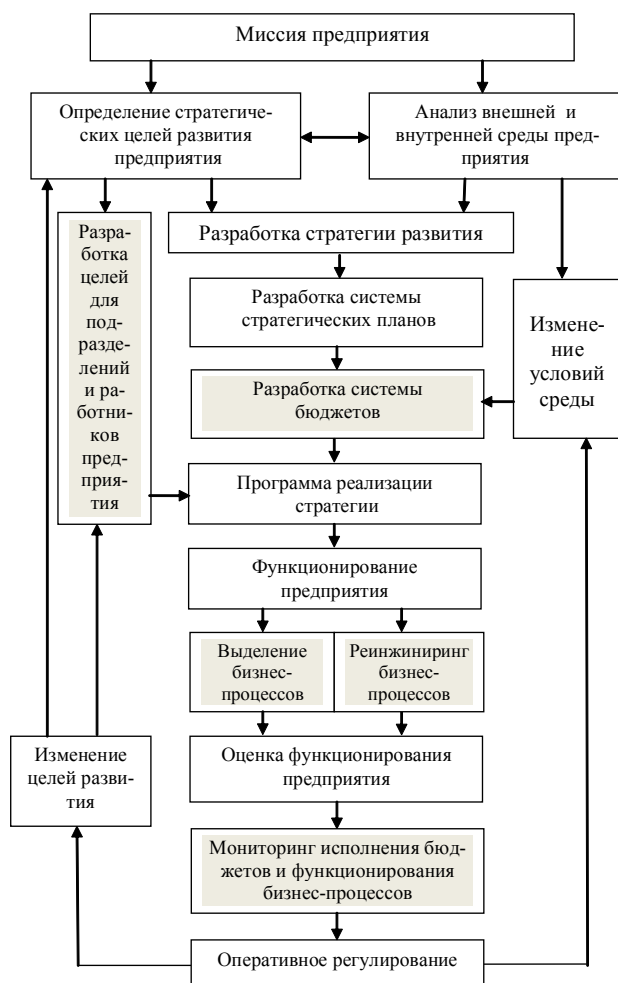 Миссия предприятия
Определение стратегиче-
ских целей развития
предприятия
Анализ внешней и
внутренней среды пред-
приятия
Разра-
ботка
целей
для
под-
разде-
лений
и ра-
ботни-
ков
пред-
прия-
тия
Разработка стратегии развития
Разработка системы
стратегических планов
Измене-
ние
условий
среды
Разработка системы
бюджетов
Программа реализации
стратегии
Функционирование
предприятия
Выделение
бизнес-
процессов
Реинжиниринг
бизнес-
процессов
Изменение
целей разви-
тия
Оценка функционирования
предприятия
Мониторинг исполнения бюд-
жетов и функционирования
бизнес-процессов
Оперативное регулирование